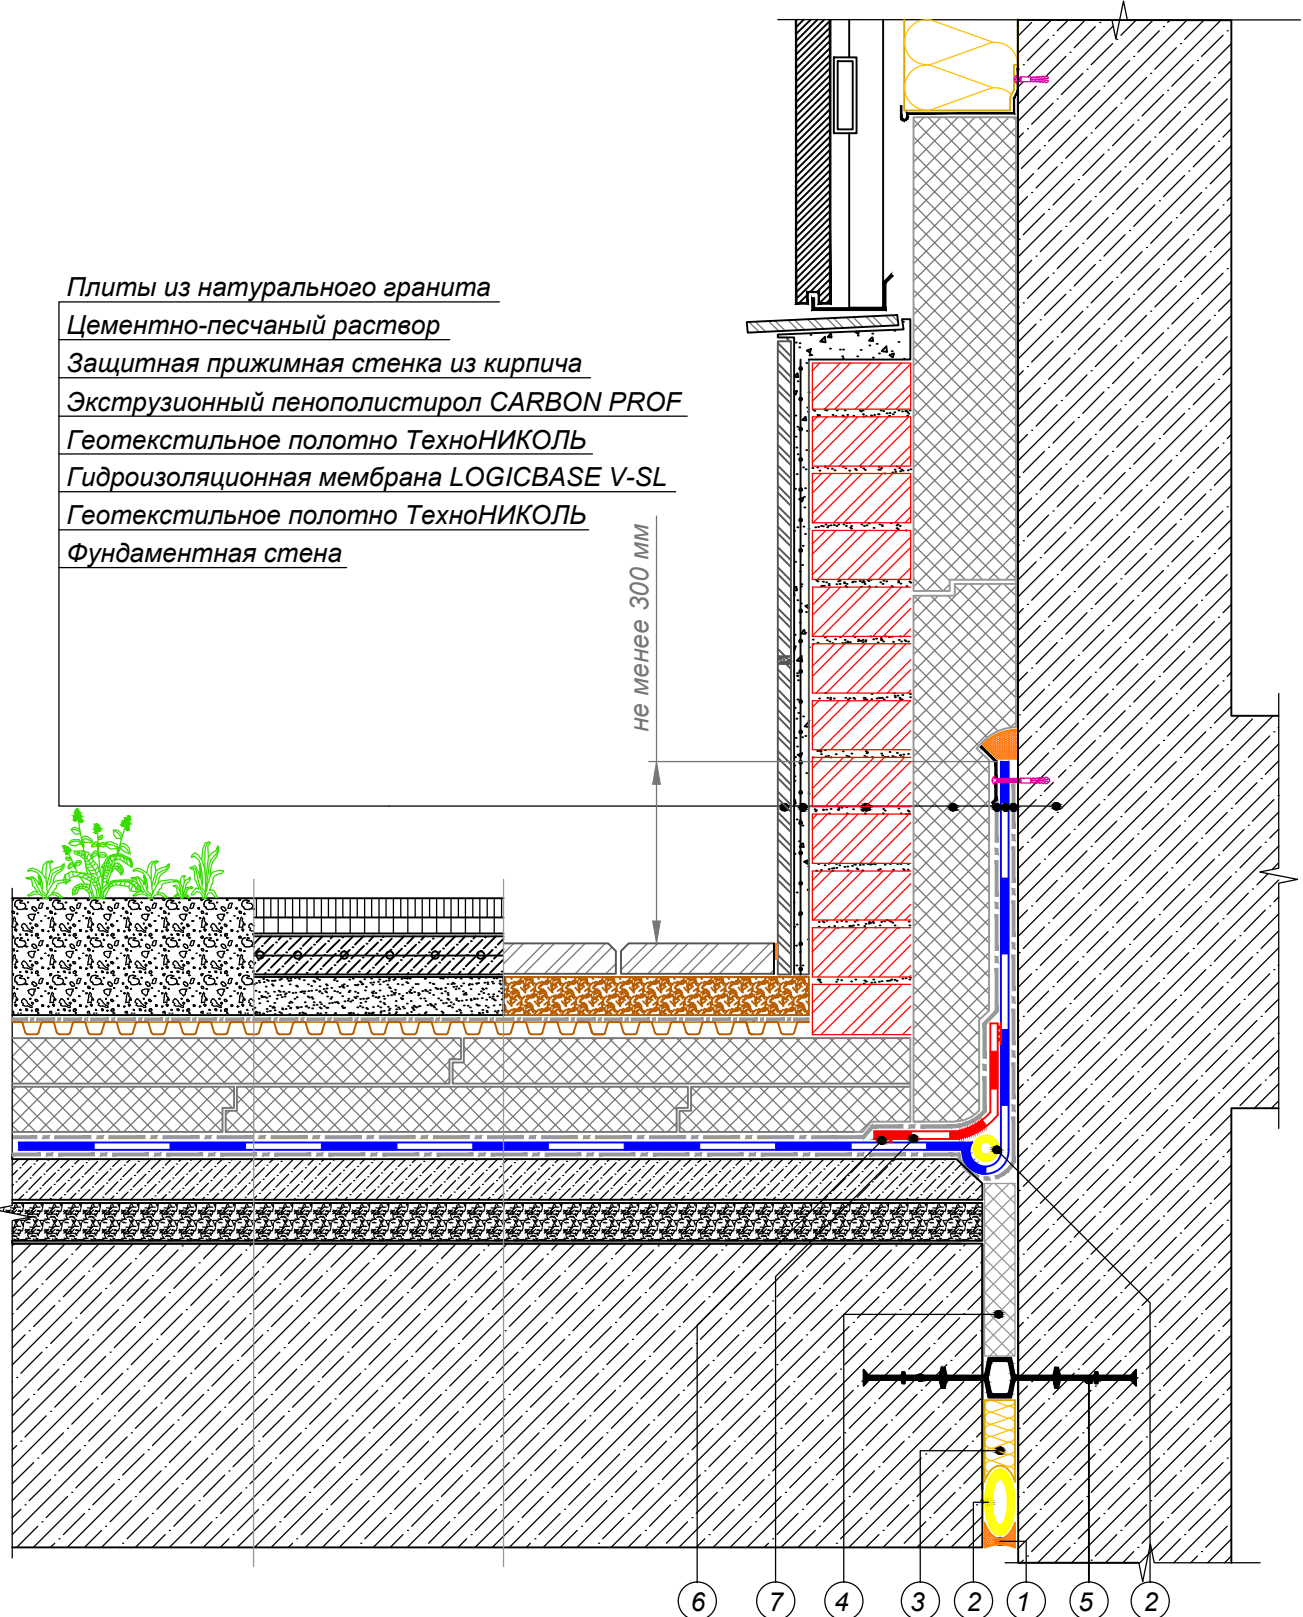 Плиты из натурального гранита
Цементно-песчаный раствор
Защитная прижимная стенка из кирпича
Экструзионный пенополистирол CARBON PROF
Геотекстильное полотно ТехноНИКОЛЬ
Гидроизоляционная мембрана LOGICBASE V-SL
Геотекстильное полотно ТехноНИКОЛЬ
Фундаментная стена
не менее 300 мм
6 7 4 3 2 1 5 2